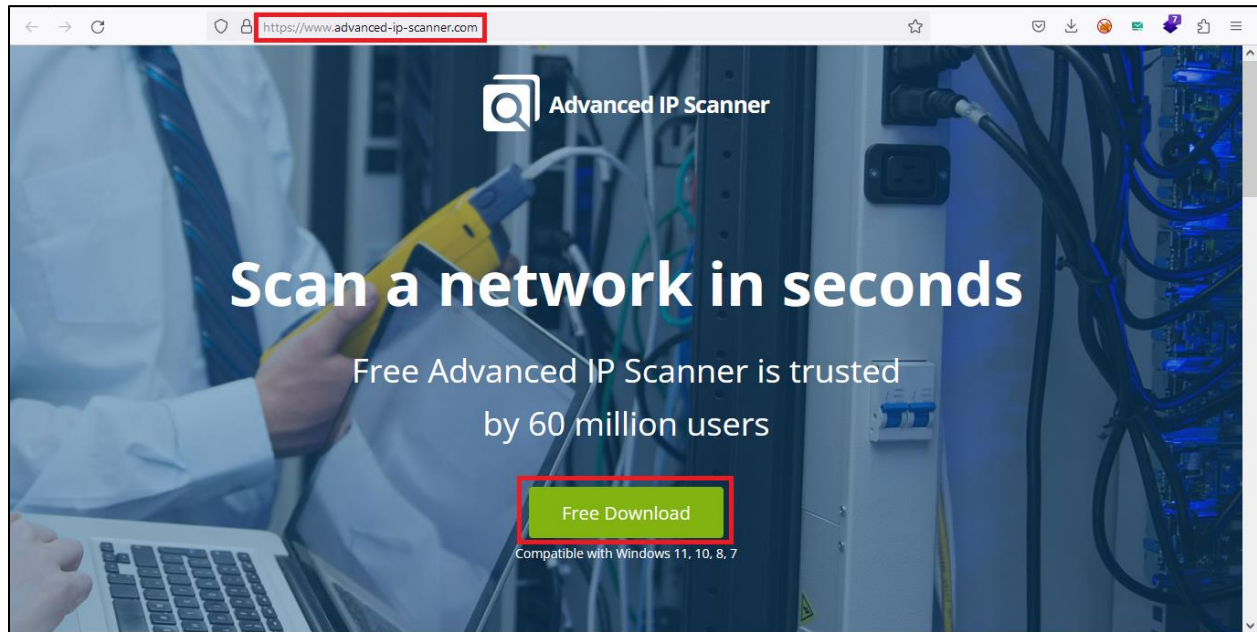 https://www.advanced-ip-scanner.com
7
Advanced IP Scanner
Scan a network in seconds
Free Advanced IP Scanner is trusted
by 60 million users
Free Download
Compatible with Windows 11, 10, 8, 7